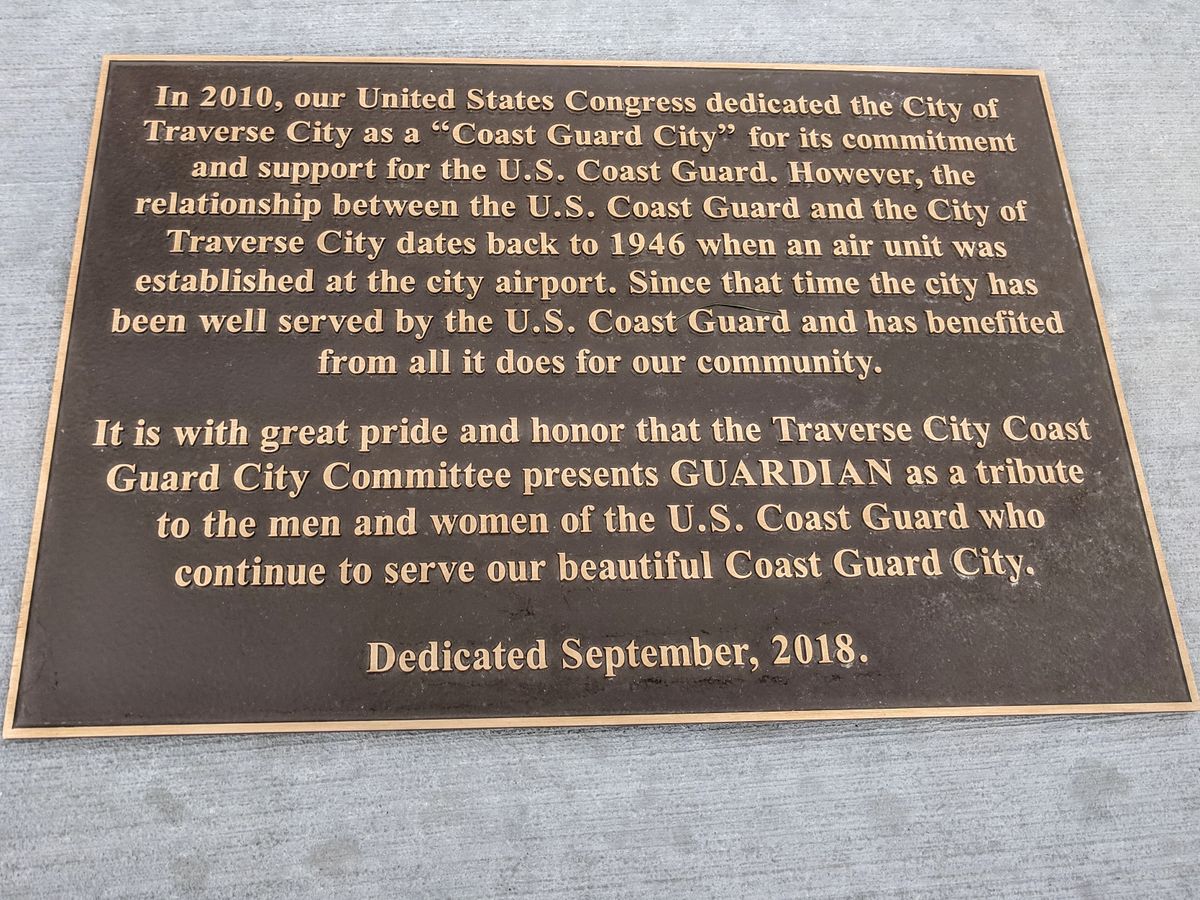 In 2010, our United States Congress dedicated the City of
Traverse City as a “Coast Guard City” for its commitment
and support for the U.S. Coast Guard. However, the
relationship between the U.S. Coast Guard and the City of
Traverse City dates back to 1946 when an air unit was
established at the city airport. Since that time the city has
been well served by the U.S. Coast Guard and has benefited
from all it does for our community.
It is with great pride and honor that the Traverse City Coast
Guard City Committee presents GUARDIAN as a tribute
to the men and women of the U.S. Coast Guard who
continue to serve our beautiful Coast Guard City.
Dedicated September, 2018.